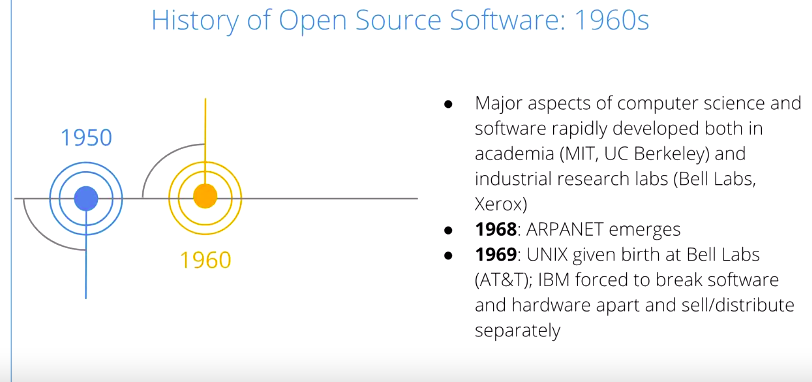 History of Open Source Software: 1960s
1950
1960
● Major aspects of computer science and
software rapidly developed both in
academia (MIT, UC Berkeley) and
industrial research labs (Bell Labs,
Xerox)
● 1968: ARPANET emerges
● 1969: UNIX given birth at Bell Labs
(AT&T); IBM forced to break software
and hardware apart and sell/distribute
separately